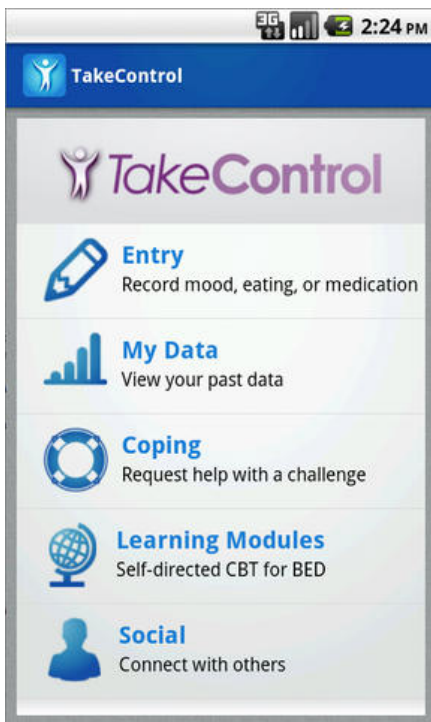 3G 2:24 PM
TakeControl
TakeControl
Entry
Record mood, eating, or medication
My Data
View your past data
Coping
Request help with a challenge
Learning Modules
Self-directed CBT for BED
Social
Connect with others